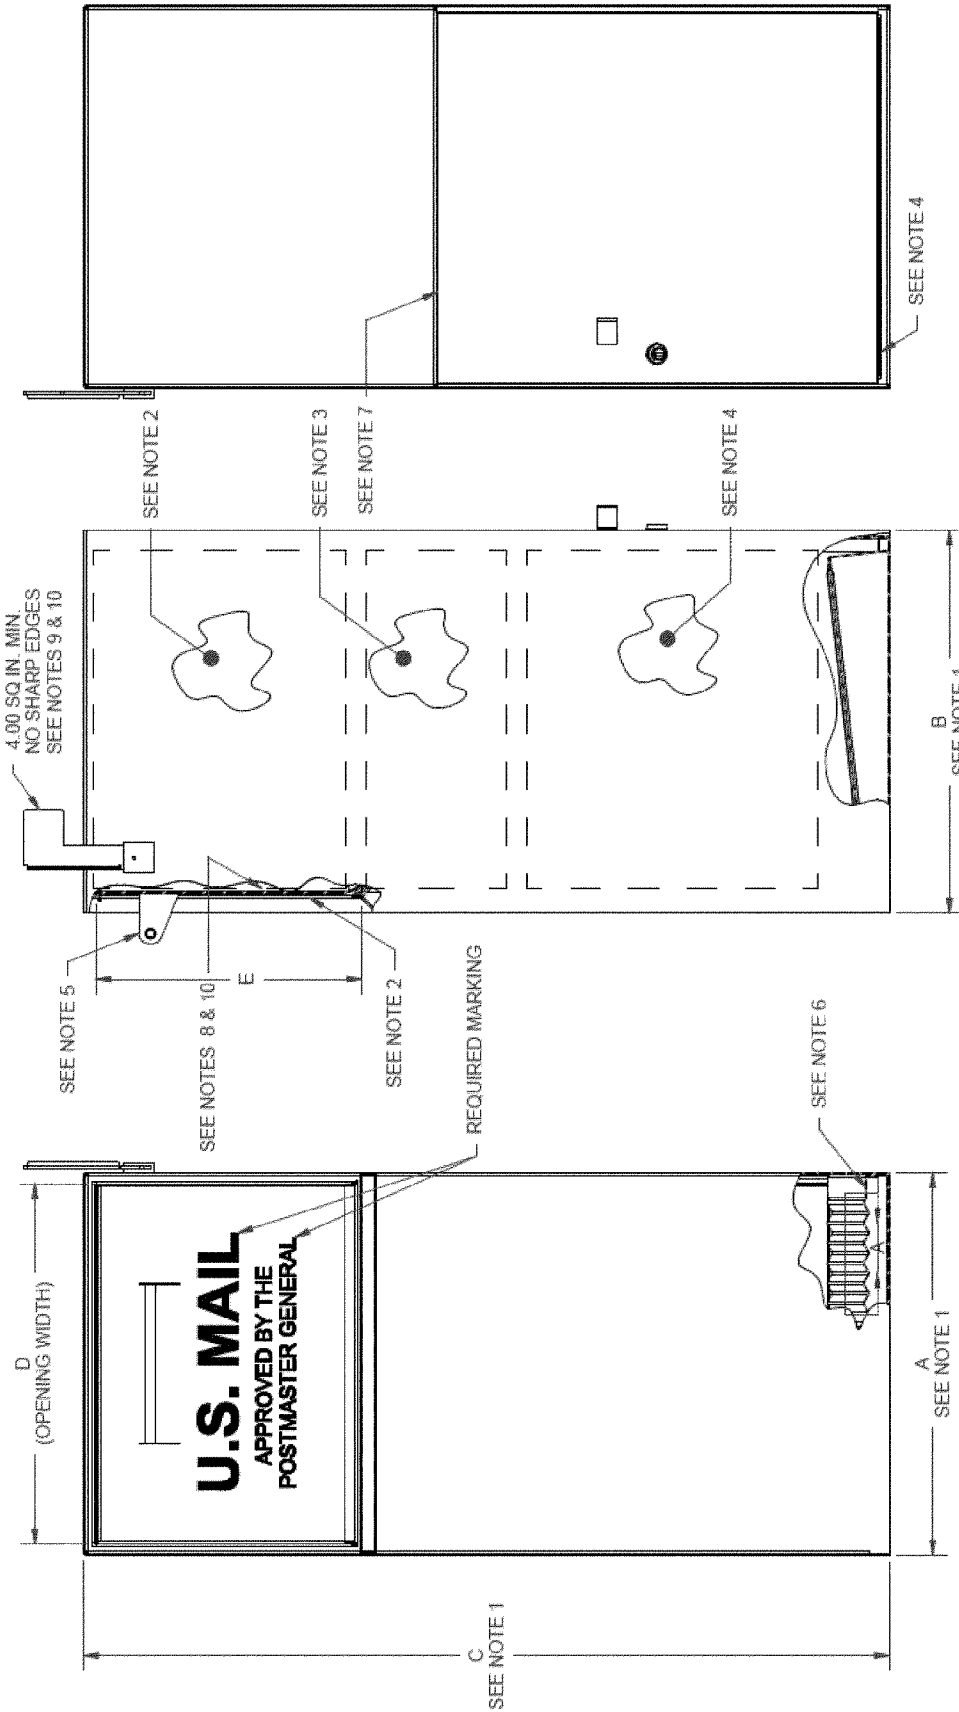 C
SEE NOTE 1
D
(OPENING WIDTH)
U.S. MAIL
APPROVED BY THE
POSTMASTER GENERAL
REQUIRED MARKING
A
SEE NOTE 6
A
SEE NOTE 1
4.00 SQ IN. MIN.
NO SHARP EDGES
SEE NOTES 9 & 10
SEE NOTE 5
SEE NOTES 8 & 10
E
SEE NOTE 2
SEE NOTE 2
SEE NOTE 3
SEE NOTE 7
SEE NOTE 4
B
SEE NOTE
SEE NOTE 4